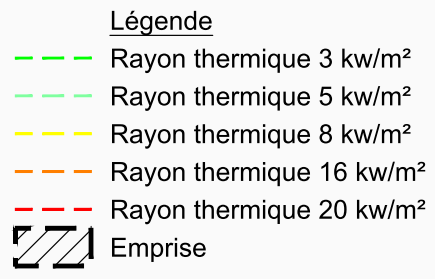 Légende
Rayon thermique 3 kw/m²
Rayon thermique 5 kw/m²
Rayon thermique 8 kw/m²
Rayon thermique 16 kw/m²
Rayon thermique 20 kw/m²
Emprise